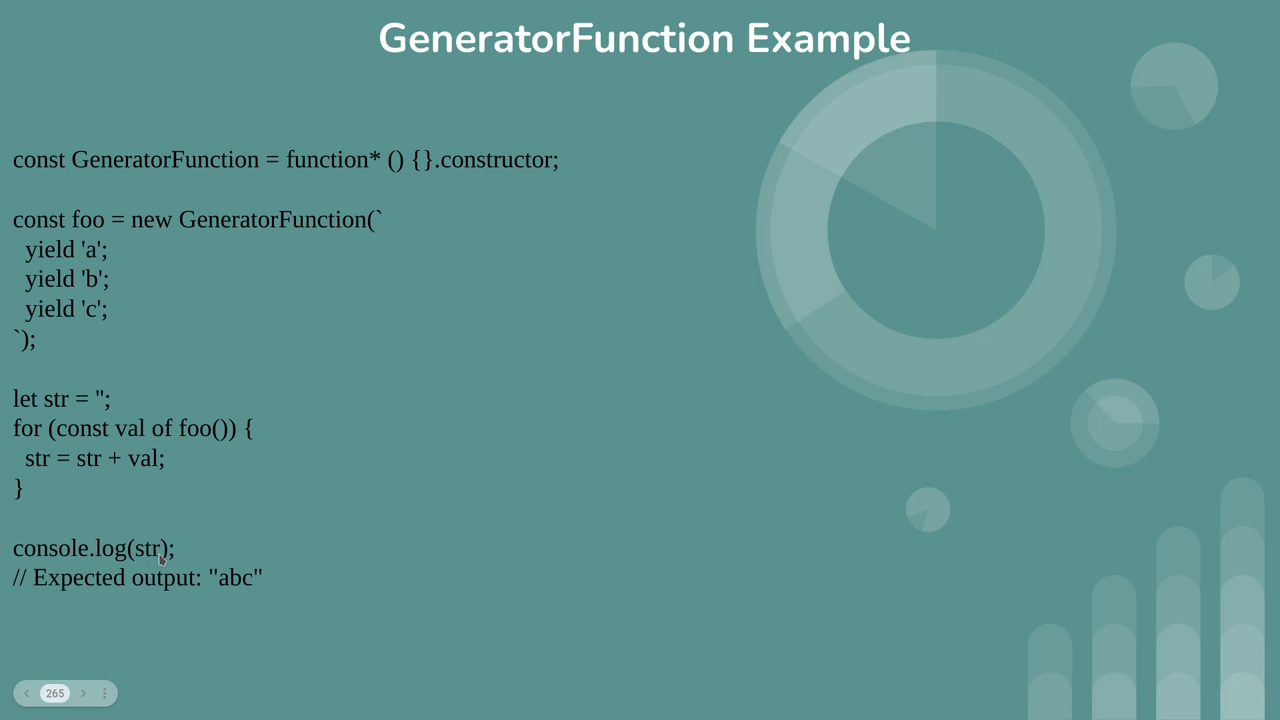 GeneratorFunction Example
const GeneratorFunction = function* () {}.constructor;
const foo = new GeneratorFunction(`
  yield 'a';
  yield 'b';
  yield 'c';
`);
let str = '';
for (const val of foo()) {
  str = str + val;
}
console.log(str);
// Expected output: "abc"
265